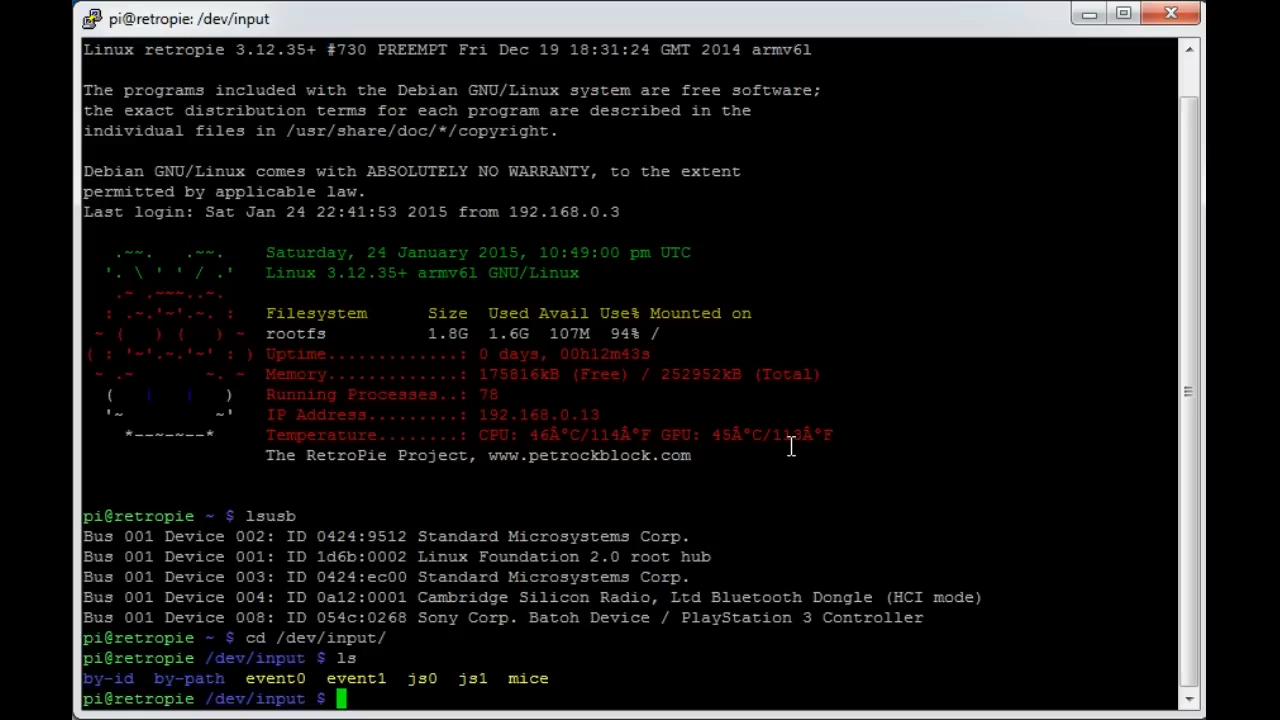 pi@retropie: /dev/input
Linux retropie 3.12.35+ #730 PREEMPT Fri Dec 19 18:31:24 GMT 2014 armv6l
The programs included with the Debian GNU/Linux system are free software;
the exact distribution terms for each program are described in the
individual files in /usr/share/doc/*/copyright.
Debian GNU/Linux comes with ABSOLUTELY NO WARRANTY, to the extent
permitted by applicable law.
Last login: Sat Jan 24 22:41:53 2015 from 192.168.0.3
   .~~.   .~~.    Saturday, 24 January 2015, 10:49:00 pm UTC
  '. \ ' ' / .'   Linux 3.12.35+ armv6l GNU/Linux
   .~ .~~~..~.
  : .~.'~'.~. :   Filesystem      Size  Used Avail Use% Mounted on
 ~ (   ) (   ) ~  rootfs          1.8G  1.6G  107M  94% /
( : '~'.~.'~' : ) Uptime.............: 0 days, 00h12m43s
 ~ .~       ~. ~  Memory.............: 175816kB (Free) / 252952kB (Total)
  (   |   |   )   Running Processes..: 78
  '~         ~'   IP Address.........: 192.168.0.13
    *--~-~--*     Temperature........: CPU: 46Â°C/114Â°F GPU: 45Â°C/113Â°F
                  The RetroPie Project, www.petrockblock.com
pi@retropie ~ $ lsusb
Bus 001 Device 002: ID 0424:9512 Standard Microsystems Corp.
Bus 001 Device 001: ID 1d6b:0002 Linux Foundation 2.0 root hub
Bus 001 Device 003: ID 0424:ec00 Standard Microsystems Corp.
Bus 001 Device 004: ID 0a12:0001 Cambridge Silicon Radio, Ltd Bluetooth Dongle (HCI mode)
Bus 001 Device 008: ID 054c:0268 Sony Corp. Batoh Device / PlayStation 3 Controller
pi@retropie ~ $ cd /dev/input/
pi@retropie /dev/input $ ls
by-id  by-path  event0  event1  js0  js1  mice
pi@retropie /dev/input $